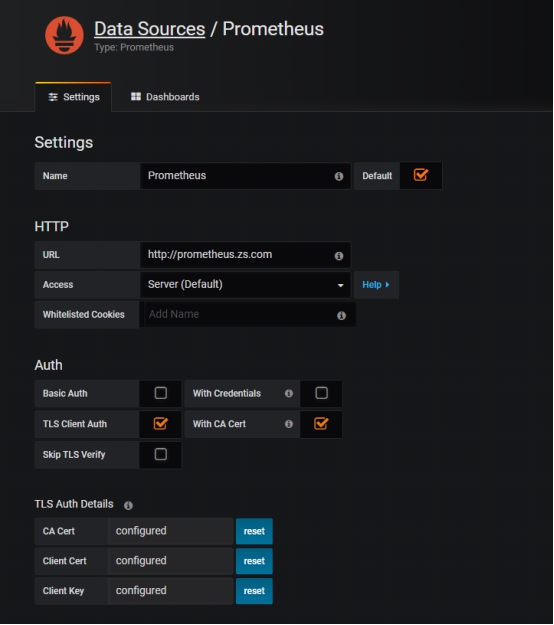 Data Sources / Prometheus
Type: Prometheus
Settings Dashboards
Settings
Name Prometheus Default
HTTP
URL http://prometheus.zs.com
Access Server (Default) Help
Whitelisted Cookies Add Name
Auth
Basic Auth With Credentials
TLS Client Auth With CA Cert
Skip TLS Verify
TLS Auth Details
CA Cert configured reset
Client Cert configured reset
Client Key configured reset